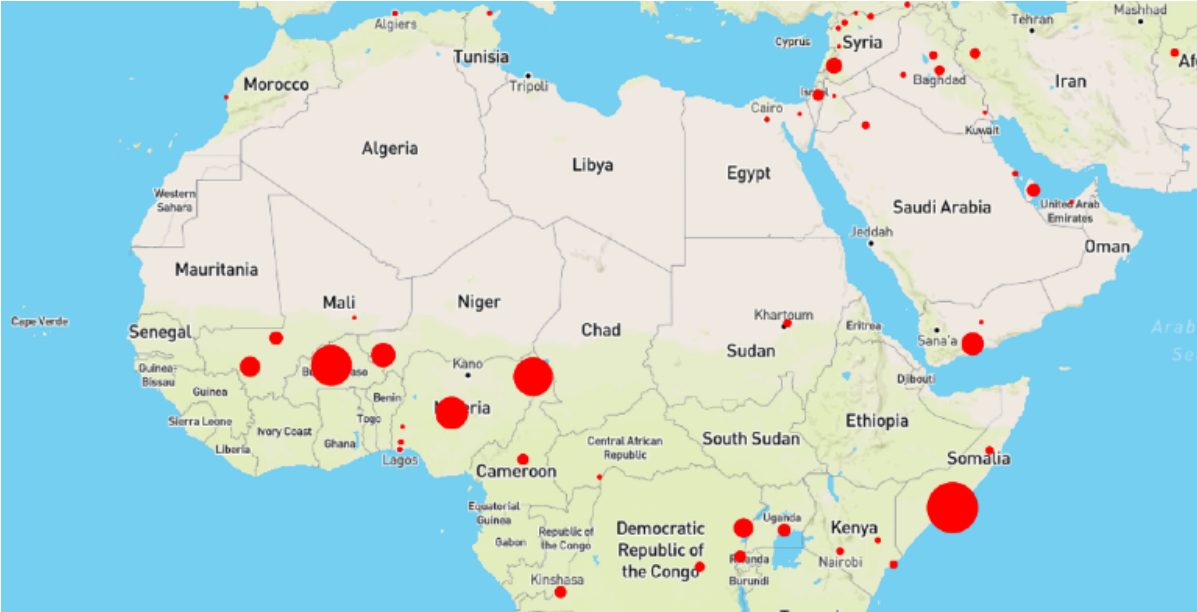 Mashhad
Tehran
Algiers
Cyprus
Syria
Tunisia
Af
Morocco
Tripoli
Baghdad
Iran
Cairo
Kuwait
Algeria
Libya
Egypt
Western
Sahara
Saudi Arabia
United Arab
Emirates
Jeddah
Oman
Mauritania
Mali
Niger
Chad
Khartoum
Cape Verde
Senegal
Eritrea
Arab
Se
Sana'a
Sudan
Guinea-
Bissau
Kano
Djibouti
Guinea
Benin
Sierra Leone
Togo
Ethiopia
Ivory Coast
Ghana
Liberia
Lagos
Central African
Republic
South Sudan
Somalia
Cameroon
Equatorial
Guinea
Uganda
Democratic
Republic of
the Congo
Kenya
Republic of
the Congo
Gabon
Nairobi
Kinshasa
Burundi